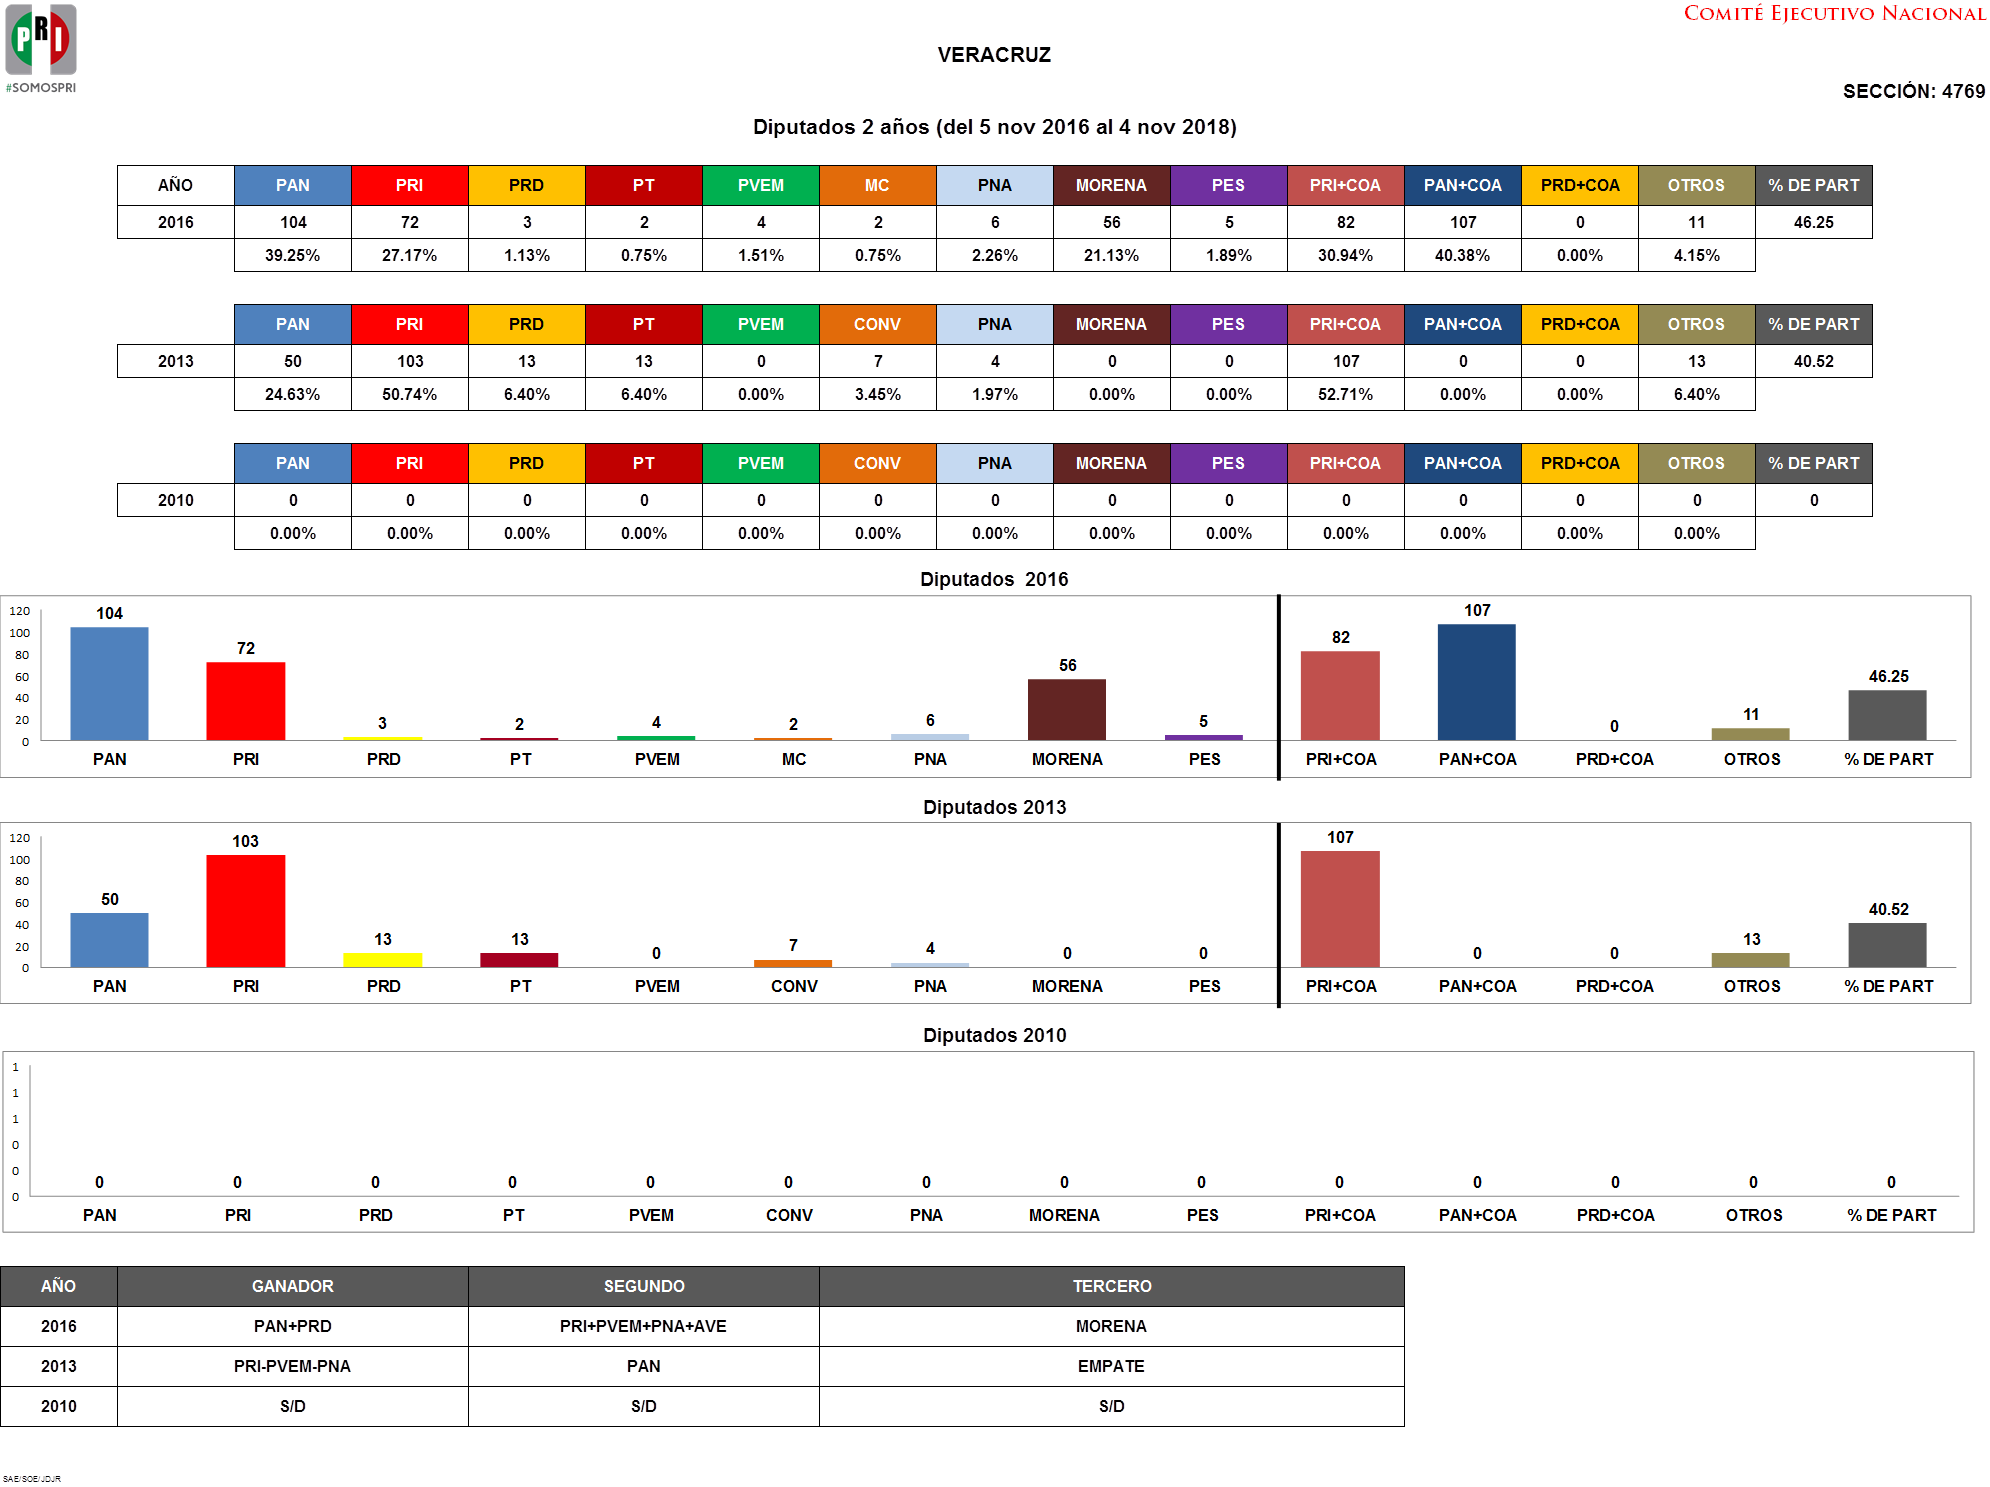 PRI
#SOMOSPRI
COMITÉ EJECUTIVO NACIONAL
VERACRUZ
SECCIÓN: 4769
Diputados 2 años (del 5 nov 2016 al 4 nov 2018)
AÑO PAN PRI PRD PT PVEM MC PNA MORENA PES PRI+COA PAN+COA PRD+COA OTROS % DE PART
2016 104 72 3 2 4 2 6 56 5 82 107 0 11 46.25
39.25% 27.17% 1.13% 0.75% 1.51% 0.75% 2.26% 21.13% 1.89% 30.94% 40.38% 0.00% 4.15%
PAN PRI PRD PT PVEM CONV PNA MORENA PES PRI+COA PAN+COA PRD+COA OTROS % DE PART
2013 50 103 13 13 0 7 4 0 0 107 0 0 13 40.52
24.63% 50.74% 6.40% 6.40% 0.00% 3.45% 1.97% 0.00% 0.00% 52.71% 0.00% 0.00% 6.40%
PAN PRI PRD PT PVEM CONV PNA MORENA PES PRI+COA PAN+COA PRD+COA OTROS % DE PART
2010 0 0 0 0 0 0 0 0 0 0 0 0 0 0
0.00% 0.00% 0.00% 0.00% 0.00% 0.00% 0.00% 0.00% 0.00% 0.00% 0.00% 0.00% 0.00%
Diputados 2016
120
100
80
60
40
20
0
104 72 3 2 4 2 6 56 5 82 107 0 11 46.25
PAN PRI PRD PT PVEM MC PNA MORENA PES PRI+COA PAN+COA PRD+COA OTROS % DE PART
Diputados 2013
120
100
80
60
40
20
0
50 103 13 13 0 7 4 0 0 107 0 0 13 40.52
PAN PRI PRD PT PVEM CONV PNA MORENA PES PRI+COA PAN+COA PRD+COA OTROS % DE PART
Diputados 2010
1
1
1
0
0
0
0 0 0 0 0 0 0 0 0 0 0 0 0 0
PAN PRI PRD PT PVEM CONV PNA MORENA PES PRI+COA PAN+COA PRD+COA OTROS % DE PART
AÑO GANADOR SEGUNDO TERCERO
2016 PAN+PRD PRI+PVEM+PNA+AVE MORENA
2013 PRI-PVEM-PNA PAN EMPATE
2010 S/D S/D S/D
SAE/SOE/JDJR